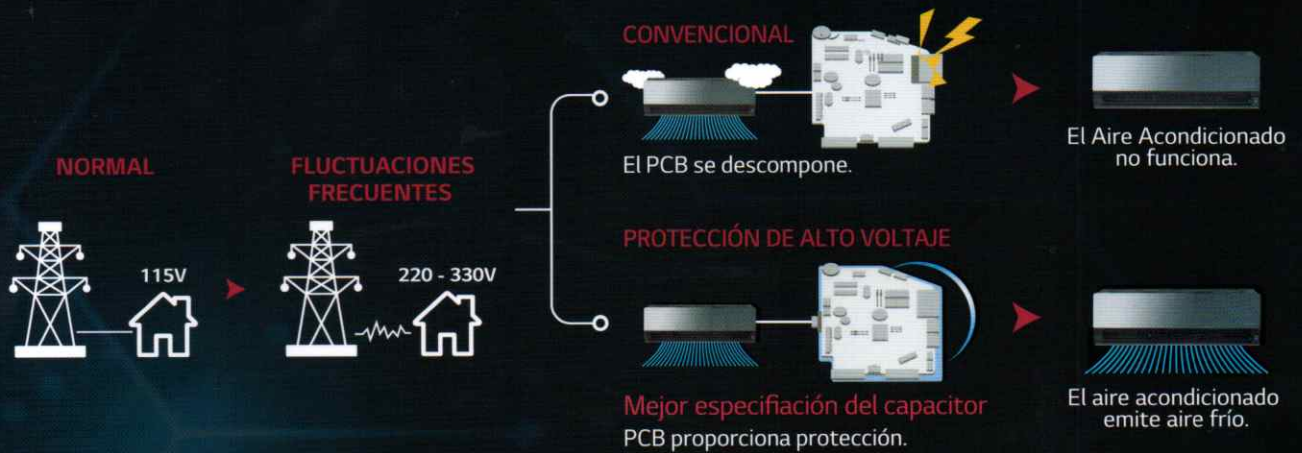 NORMAL
115V
FLUCTUACIONES
FRECUENTES
220 - 330V
CONVENCIONAL
El PCB se descompone.
El Aire Acondicionado
no funciona.
PROTECCIÓN DE ALTO VOLTAJE
Mejor especifiación del capacitor
PCB proporciona protección.
El aire acondicionado
emite aire frío.